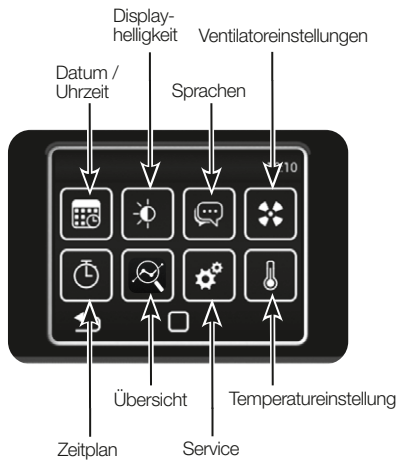 Display-
helligkeit
Ventilatoreinstellungen
Datum /
Uhrzeit
Sprachen
Übersicht
Temperatureinstellung
Zeitplan
Service